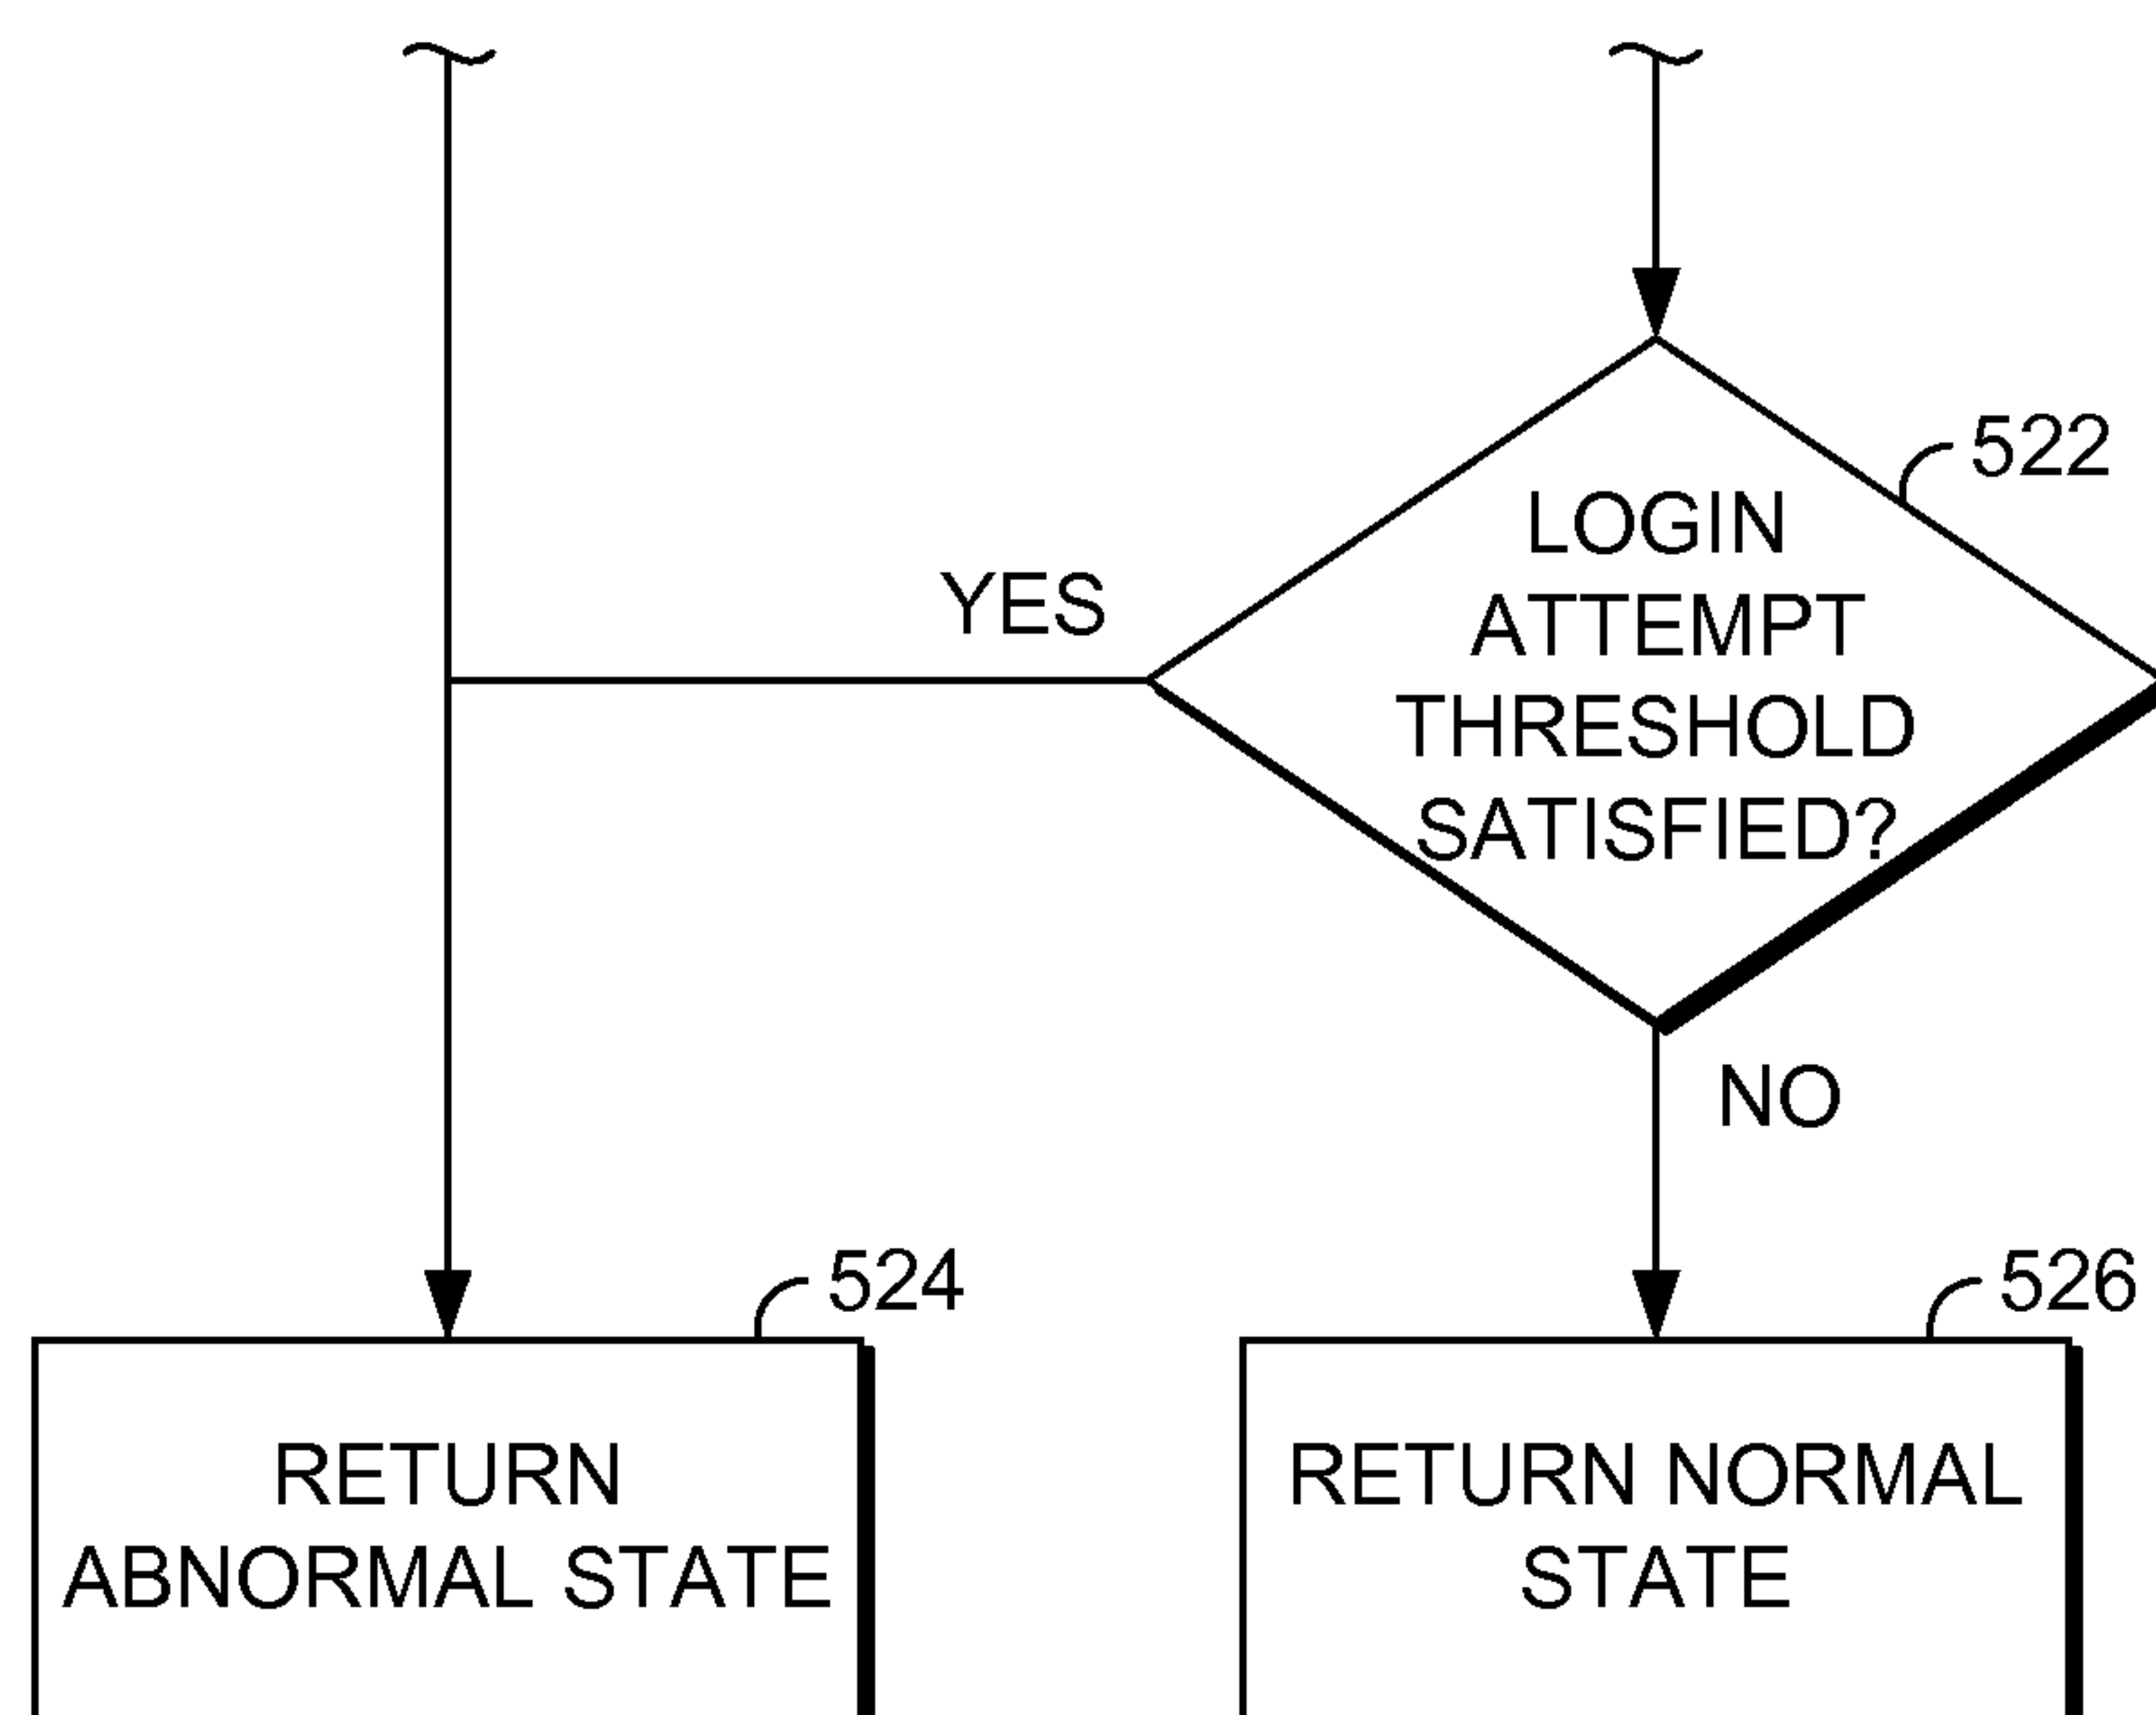 522
LOGIN
ATTEMPT
THRESHOLD
SATISFIED?
YES
NO
524
RETURN
ABNORMAL STATE
526
RETURN NORMAL
STATE